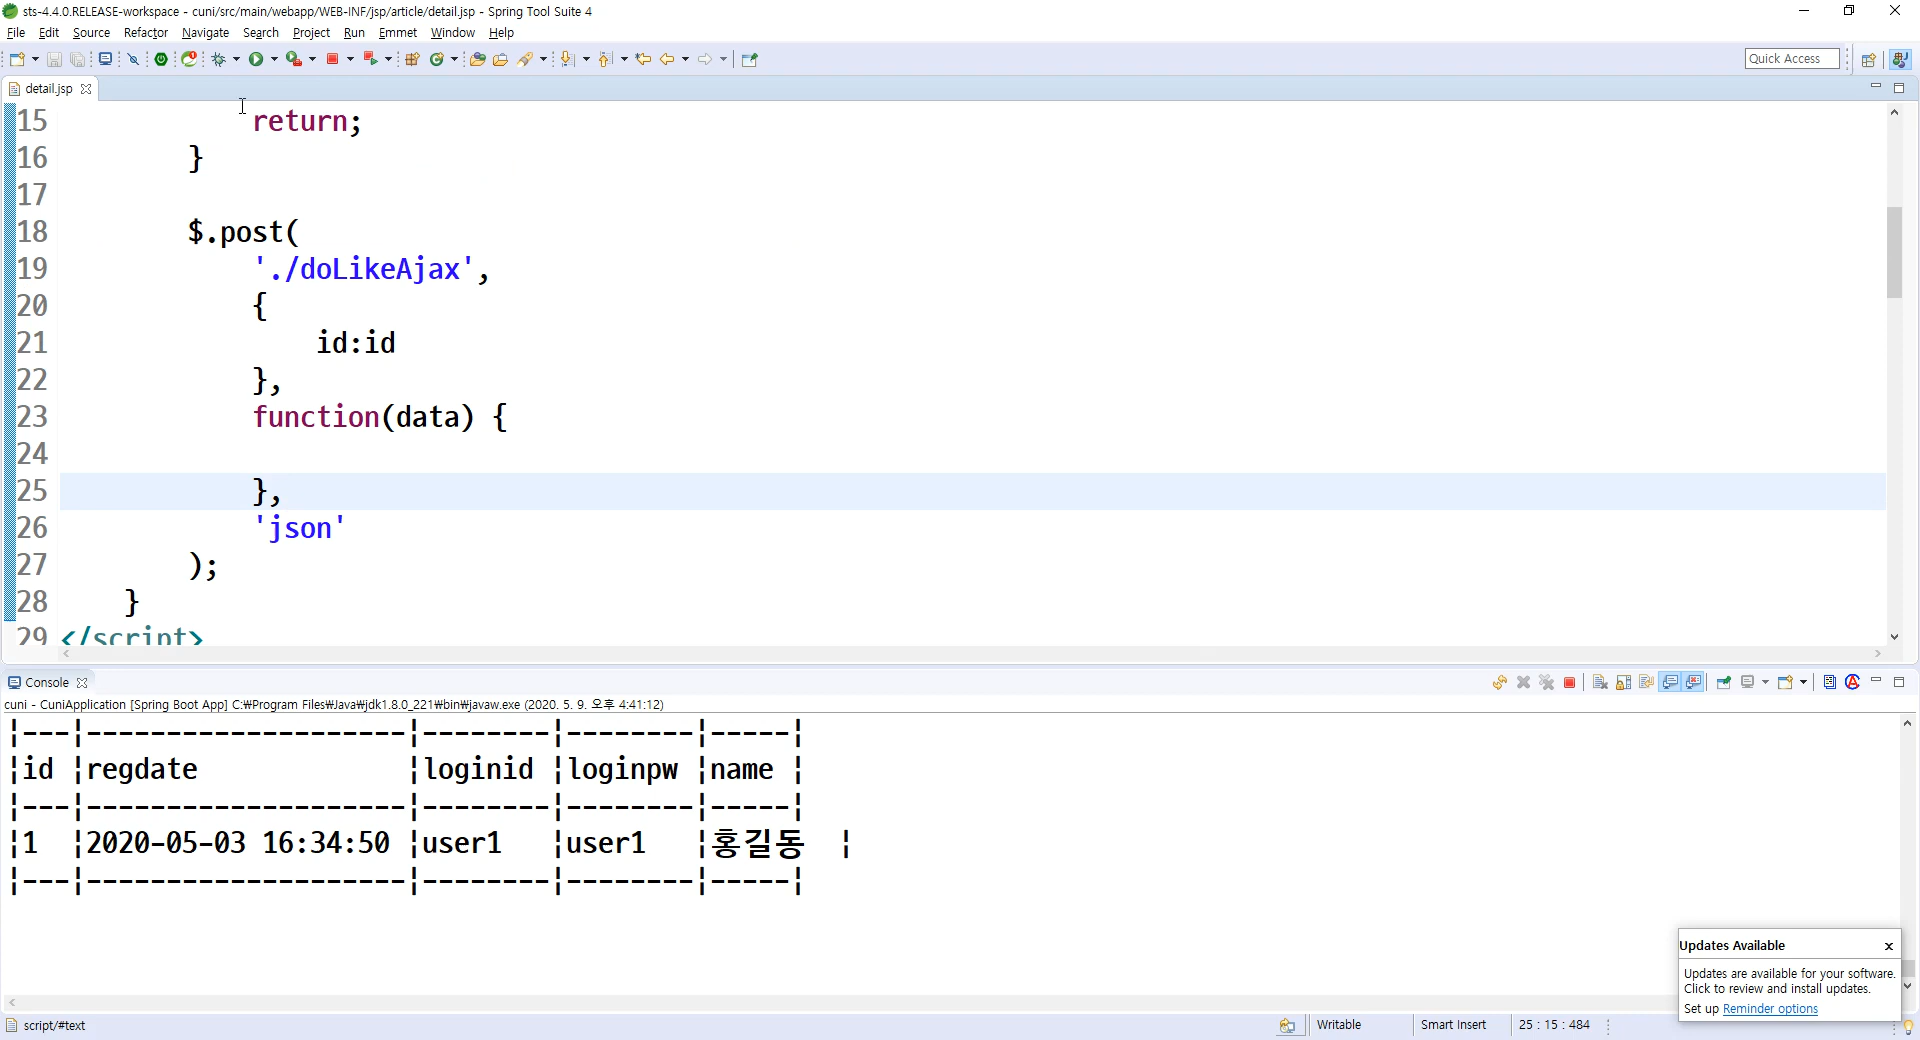 sts-4.4.0.RELEASE-workspace - cuni/src/main/webapp/WEB-INF/jsp/article/detail.jsp - Spring Tool Suite 4
File Edit Source Refactor Navigate Search Project Run Emmet Window Help
Quick Access
detail.jsp
15 return;
16 }
17
18 $.post(
19 './doLikeAjax',
20 {
21 id:id
22 },
23 function(data) {
24
25 },
26 'json'
27 );
28 }
29 </script>
Console
cuni - CuniApplication [Spring Boot App] C:₩Program Files₩Java₩jdk1.8.0_221₩bin₩javaw.exe (2020. 5. 9. 오후 4:41:12)
|---|--------------------|--------|--------|-----|
|id |regdate |loginid |loginpw |name |
|---|--------------------|--------|--------|-----|
|1 |2020-05-03 16:34:50 |user1 |user1 |홍길동 |
|---|--------------------|--------|--------|-----|
Updates Available
Updates are available for your software.
Click to review and install updates.
Set up Reminder options
script/#text
Writable
Smart Insert
25 : 15 : 484